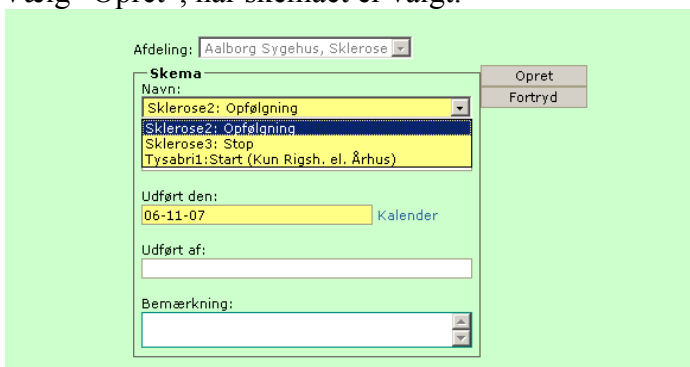 Vælg "Opret", når skemaet er valgt.
Afdeling: Aalborg Sygehus, Sklerose
Skema
Opret
Navn:
Fortryd
Sklerose2: Opfølgning
Sklerose2: Opfølgning
Sklerose3: Stop
Tysabri1:Start (Kun Rigsh. el. Århus)
Udført den:
06-11-07 Kalender
Udført af:
Bemærkning: